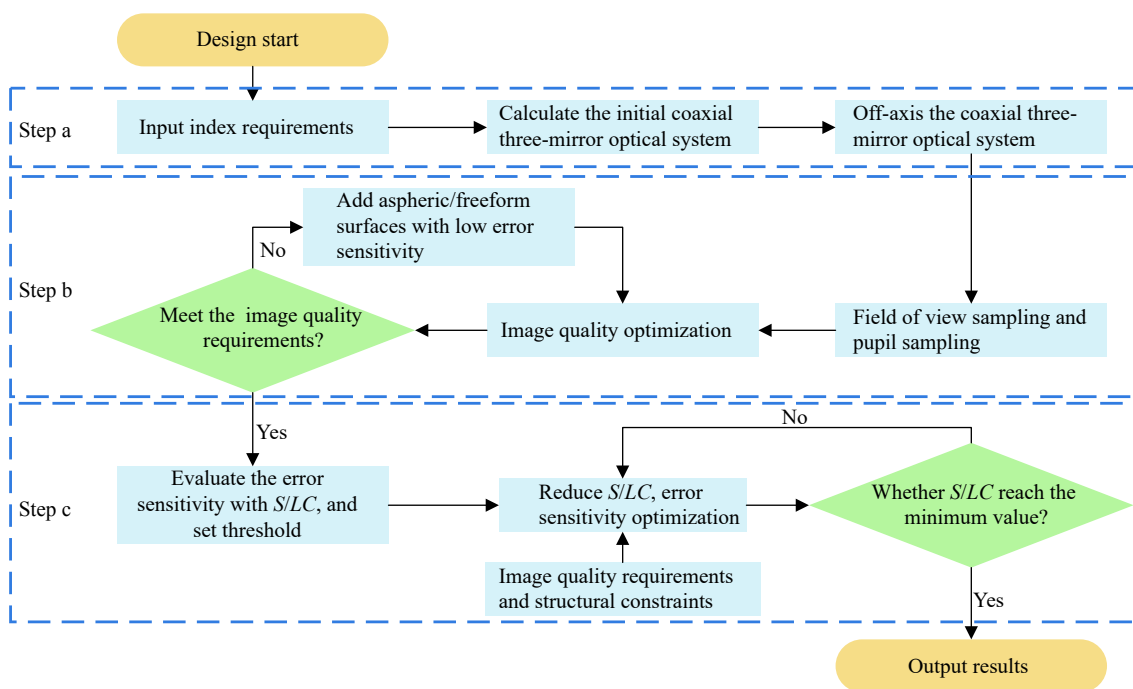 Design start
Step a
Input index requirements
Calculate the initial coaxial
three-mirror optical system
Off-axis the coaxial three-
mirror optical system
Step b
Add aspheric/freeform
surfaces with low error
sensitivity
No
Meet the image quality
requirements?
Image quality optimization
Field of view sampling and
pupil sampling
Yes
Step c
Evaluate the error
sensitivity with S/LC, and
set threshold
Reduce S/LC, error
sensitivity optimization
No
Whether S/LC reach the
minimum value?
Image quality requirements
and structural constraints
Yes
Output results